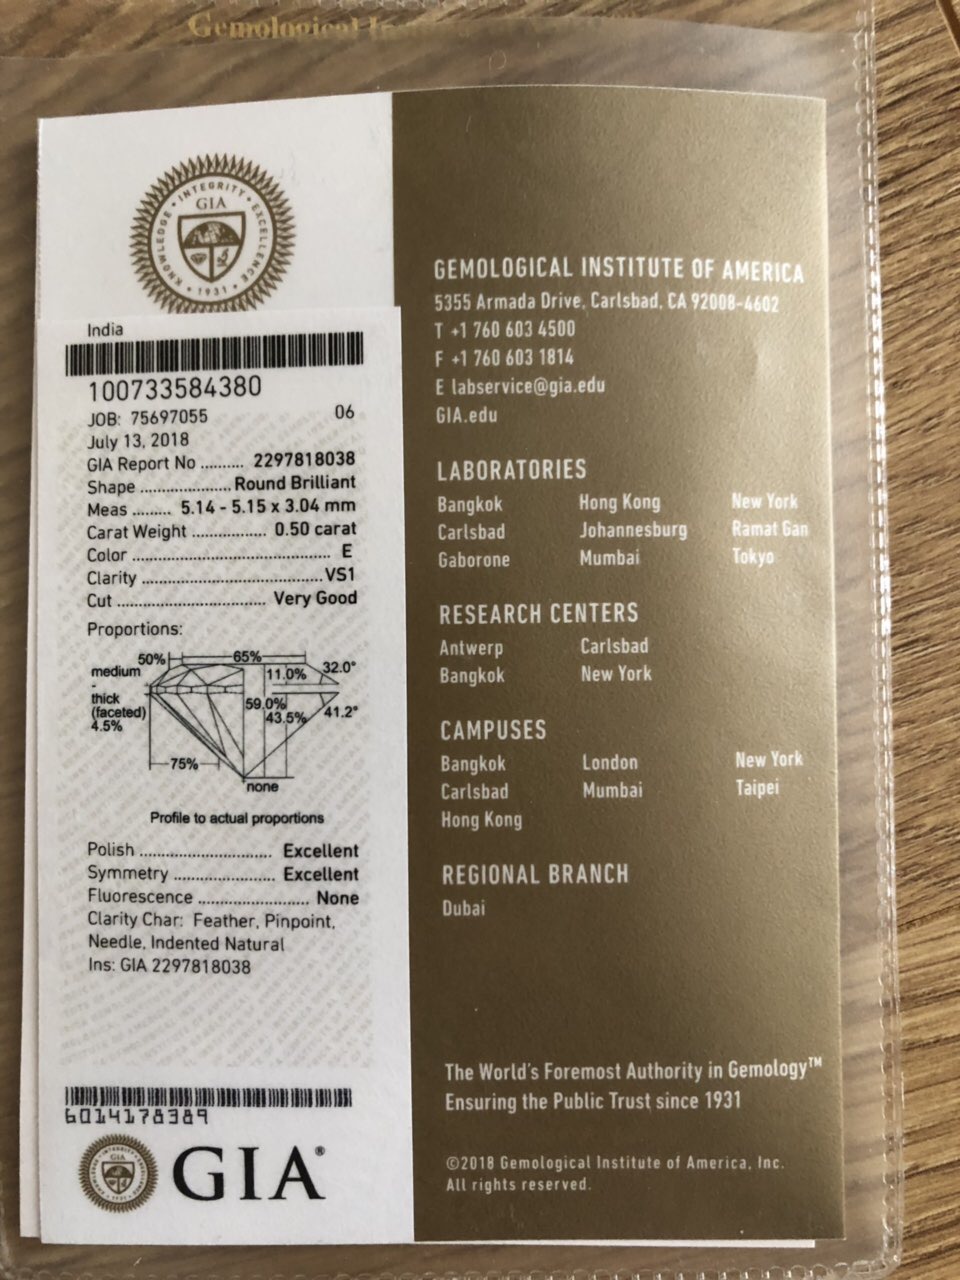 Gemological In
KNOWLEDGE • INTEGRITY • EXCELLENCE
GIA
• 1931 •
India
100733584380
JOB: 75697055 06
July 13, 2018
GIA Report No .......... 2297818038
Shape ..................... Round Brilliant
Meas ......... 5.14 - 5.15 x 3.04 mm
Carat Weight ................. 0.50 carat
Color ............................................. E
Clarity ......................................... VS1
Cut .................................. Very Good
Proportions:
50% 65%
medium 11.0% 32.0°
-
thick
(faceted) 59.0%
4.5% 43.5% 41.2°
75%
none
Profile to actual proportions
Polish .............................. Excellent
Symmetry ....................... Excellent
Fluorescence ......................... None
Clarity Char: Feather, Pinpoint,
Needle, Indented Natural
Ins: GIA 2297818038
6014178389
GIA®
GEMOLOGICAL INSTITUTE OF AMERICA
5355 Armada Drive, Carlsbad, CA 92008-4602
T +1 760 603 4500
F +1 760 603 1814
E labservice@gia.edu
GIA.edu
LABORATORIES
Bangkok Hong Kong New York
Carlsbad Johannesburg Ramat Gan
Gaborone Mumbai Tokyo
RESEARCH CENTERS
Antwerp Carlsbad
Bangkok New York
CAMPUSES
Bangkok London New York
Carlsbad Mumbai Taipei
Hong Kong
REGIONAL BRANCH
Dubai
The World's Foremost Authority in Gemology™
Ensuring the Public Trust since 1931
©2018 Gemological Institute of America, Inc.
All rights reserved.